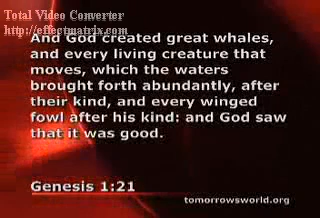 Total Video Converter
http://effectmatrix.com
And God created great whales,
and every living creature that
moves, which the waters
brought forth abundantly, after
their kind, and every winged
fowl after his kind: and God saw
that it was good.
Genesis 1:21
tomorrowsworld.org